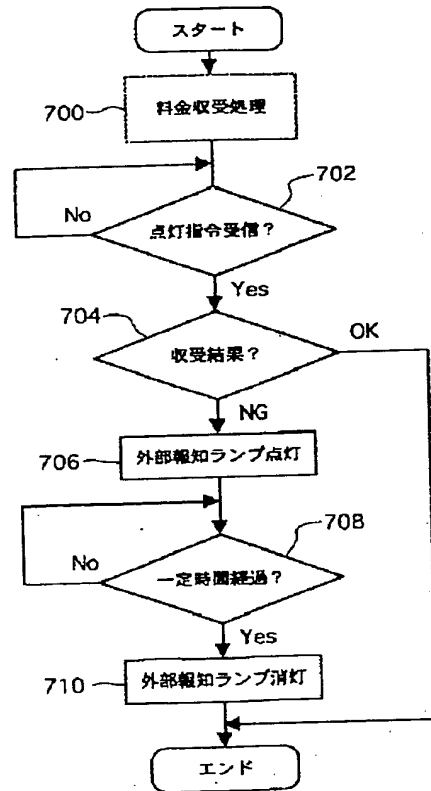 スタート
700
料金収受処理
702
No
点灯指令受信？
Yes
704
収受結果？
OK
NG
706
外部報知ランプ点灯
708
No
一定時間経過？
Yes
710
外部報知ランプ消灯
エンド